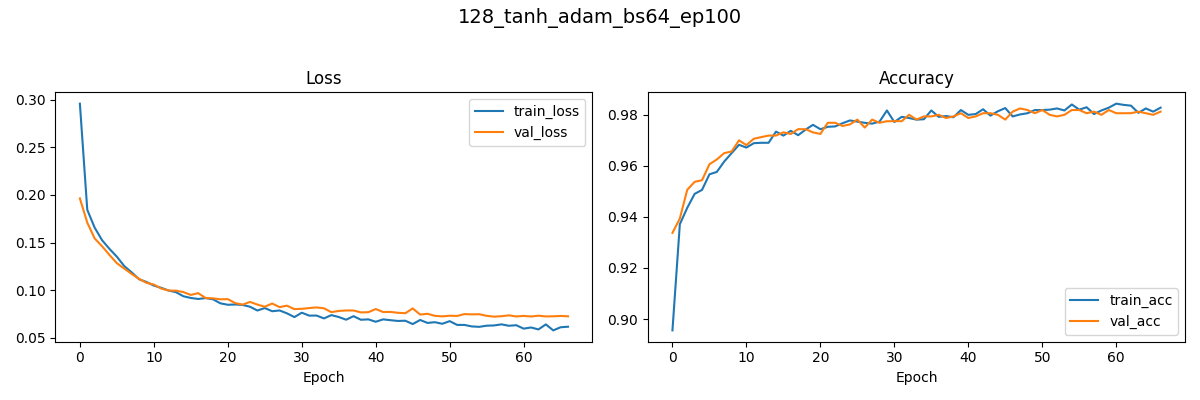 128_tanh_adam_bs64_ep100
Loss
0.30
0.25
0.20
0.15
0.10
0.05
train_loss
val_loss
0 10 20 30 40 50 60
Epoch
Accuracy
0.98
0.96
0.94
0.92
0.90
train_acc
val_acc
0 10 20 30 40 50 60
Epoch